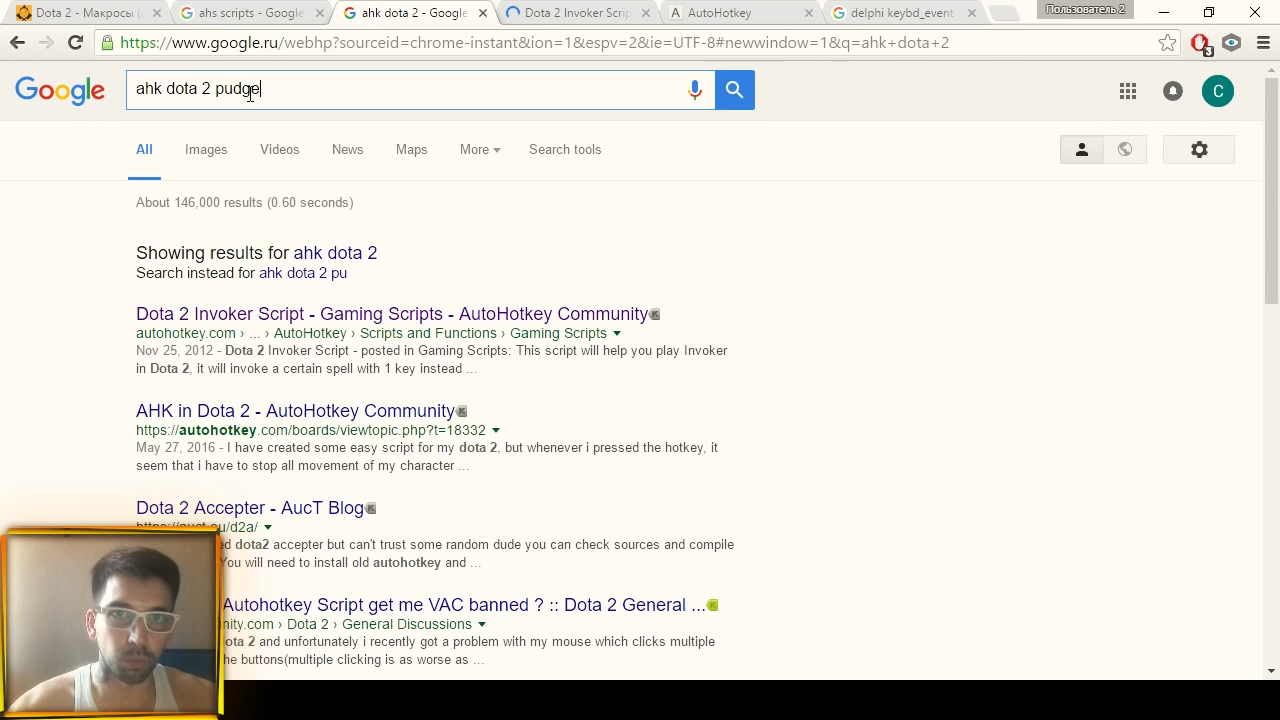 Dota 2 - Макросы
ahs scripts - Google
ahk dota 2 - Google
Dota 2 Invoker Scrip
AutoHotkey
delphi keybd_event
Пользователь 2
https://www.google.ru/webhp?sourceid=chrome-instant&ion=1&espv=2&ie=UTF-8#newwindow=1&q=ahk+dota+2
3
Google
ahk dota 2 pudge
C
All Images Videos News Maps More Search tools
About 146,000 results (0.60 seconds)
Showing results for ahk dota 2
Search instead for ahk dota 2 pu
Dota 2 Invoker Script - Gaming Scripts - AutoHotkey Community
autohotkey.com › ... › AutoHotkey › Scripts and Functions › Gaming Scripts
Nov 25, 2012 - Dota 2 Invoker Script - posted in Gaming Scripts: This script will help you play Invoker
in Dota 2, it will invoke a certain spell with 1 key instead ...
AHK in Dota 2 - AutoHotkey Community
https://autohotkey.com/boards/viewtopic.php?t=18332
May 27, 2016 - I have created some easy script for my dota 2, but whenever i pressed the hotkey, it
seem that i have to stop all movement of my character ...
Dota 2 Accepter - AucT Blog
https://auct.eu/d2a/
ed dota2 accepter but can't trust some random dude you can check sources and compile
You will need to install old autohotkey and ...
Autohotkey Script get me VAC banned ? :: Dota 2 General ...
unity.com › Dota 2 › General Discussions
ota 2 and unfortunately i recently got a problem with my mouse which clicks multiple
he buttons(multiple clicking is as worse as ...